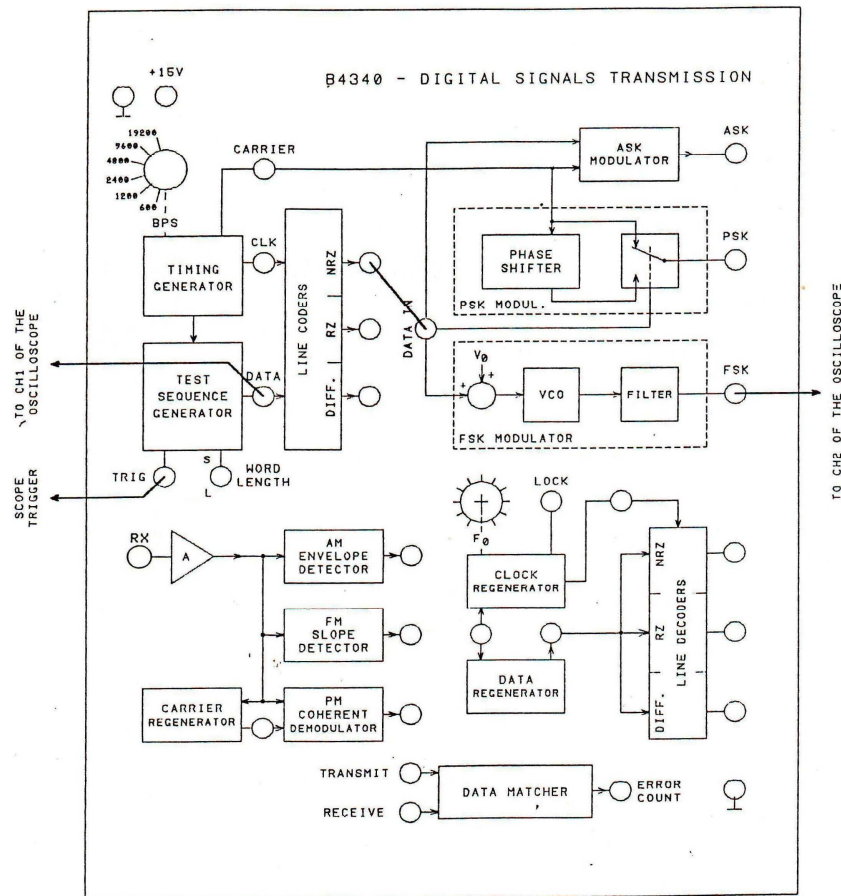 B4340 - DIGITAL SIGNALS TRANSMISSION
+15V
19200
9600
4800
2400
1200
600
BPS
CARRIER
ASK
MODULATOR
ASK
CLK
TIMING
GENERATOR
LINE CODERS
NRZ
RZ
DIFF.
DATA IN
PHASE
SHIFTER
PSK MODUL.
PSK
TO CH1 OF THE
OSCILLOSCOPE
TEST
SEQUENCE
GENERATOR
DATA
V0
+
+
VCO
FILTER
FSK MODULATOR
FSK
TO CH2 OF THE OSCILLOSCOPE
SCOPE
TRIGGER
TRIG
S
L
WORD
LENGTH
RX
A
AM
ENVELOPE
DETECTOR
FM
SLOPE
DETECTOR
CARRIER
REGENERATOR
PM
COHERENT
DEMODULATOR
F0
LOCK
CLOCK
REGENERATOR
DATA
REGENERATOR
NRZ
RZ
DIFF.
LINE DECODERS
TRANSMIT
RECEIVE
DATA MATCHER
ERROR
COUNT